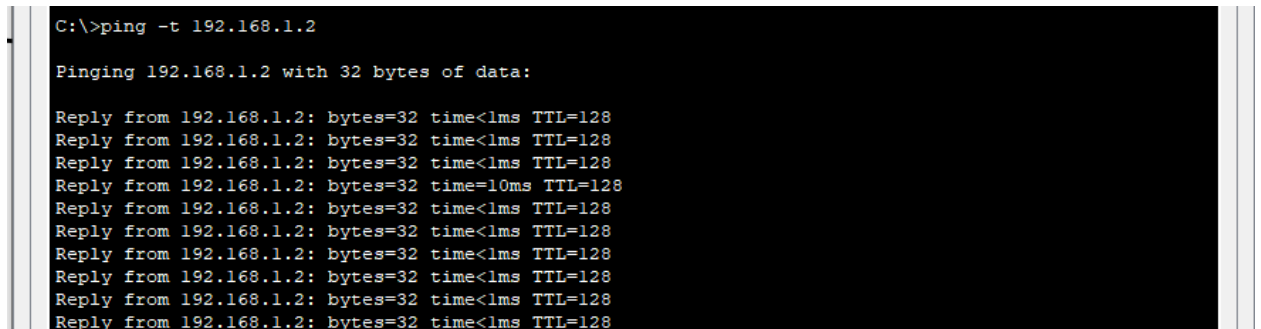 C:\>ping -t 192.168.1.2
Pinging 192.168.1.2 with 32 bytes of data:
Reply from 192.168.1.2: bytes=32 time<1ms TTL=128
Reply from 192.168.1.2: bytes=32 time<1ms TTL=128
Reply from 192.168.1.2: bytes=32 time<1ms TTL=128
Reply from 192.168.1.2: bytes=32 time=10ms TTL=128
Reply from 192.168.1.2: bytes=32 time<1ms TTL=128
Reply from 192.168.1.2: bytes=32 time<1ms TTL=128
Reply from 192.168.1.2: bytes=32 time<1ms TTL=128
Reply from 192.168.1.2: bytes=32 time<1ms TTL=128
Reply from 192.168.1.2: bytes=32 time<1ms TTL=128
Reply from 192.168.1.2: bytes=32 time<1ms TTL=128